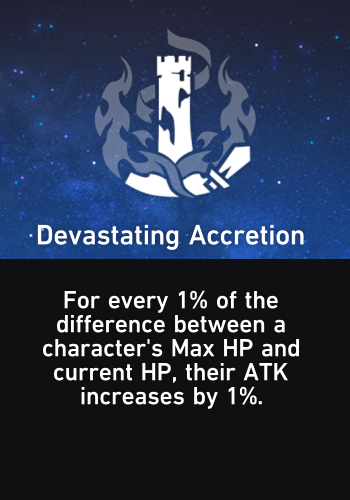 Devastating Accretion
For every 1% of the
difference between a
character's Max HP and
current HP, their ATK
increases by 1%.